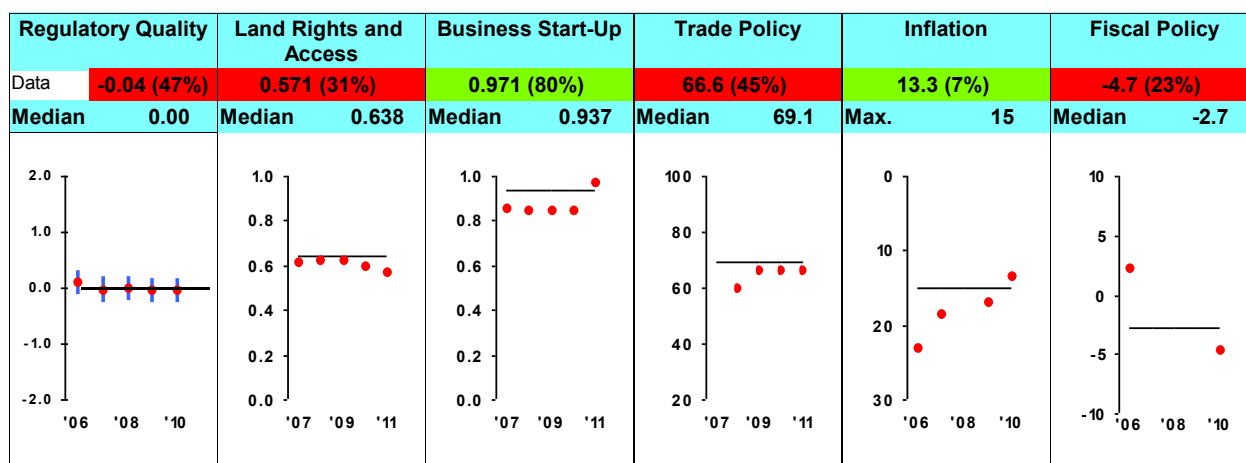 Regulatory Quality
Data -0.04 (47%)
Median 0.00
2.0
1.0
0.0
-1.0
-2.0
'06 '08 '10
Land Rights and
Access
0.571 (31%)
Median 0.638
1.0
0.8
0.6
0.4
0.2
0.0
'07 '09 '11
Business Start-Up
0.971 (80%)
Median 0.937
1.0
0.8
0.6
0.4
0.2
0.0
'07 '09 '11
Trade Policy
66.6 (45%)
Median 69.1
100
80
60
40
20
'07 '09 '11
Inflation
13.3 (7%)
Max. 15
0
10
20
30
'06 '08 '10
Fiscal Policy
-4.7 (23%)
Median -2.7
10
5
0
-5
-10
'06 '08 '10